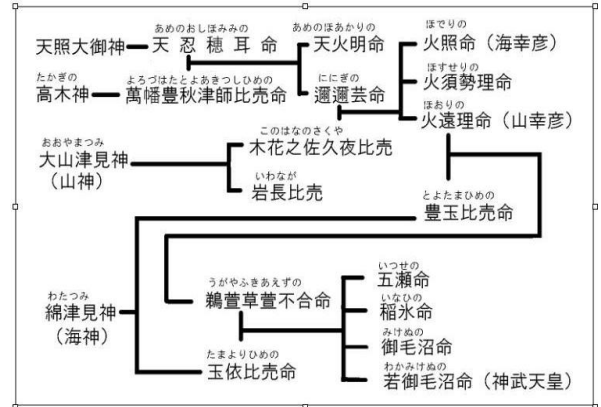 あめのおしほみみの
天照大御神
天忍穂耳命
あめのほあかりの
天火明命
ほでりの
火照命（海幸彦）
たかぎの
高木神
よろづはたとよあきつしひめの
萬幡豊秋津師比売命
ににぎの
邇邇芸命
ほすせりの
火須勢理命
ほおりの
火遠理命（山幸彦）
おおやまつみ
大山津見神
（山神）
このはなのさくや
木花之佐久夜比売
いわなが
岩長比売
とよたまひめの
豊玉比売命
わたつみ
綿津見神
（海神）
うがやふきあえずの
鵜萱草萱不合命
たまよりひめの
玉依比売命
いつせの
五瀬命
いなひの
稲氷命
みけぬの
御毛沼命
わかみけぬの
若御毛沼命（神武天皇）